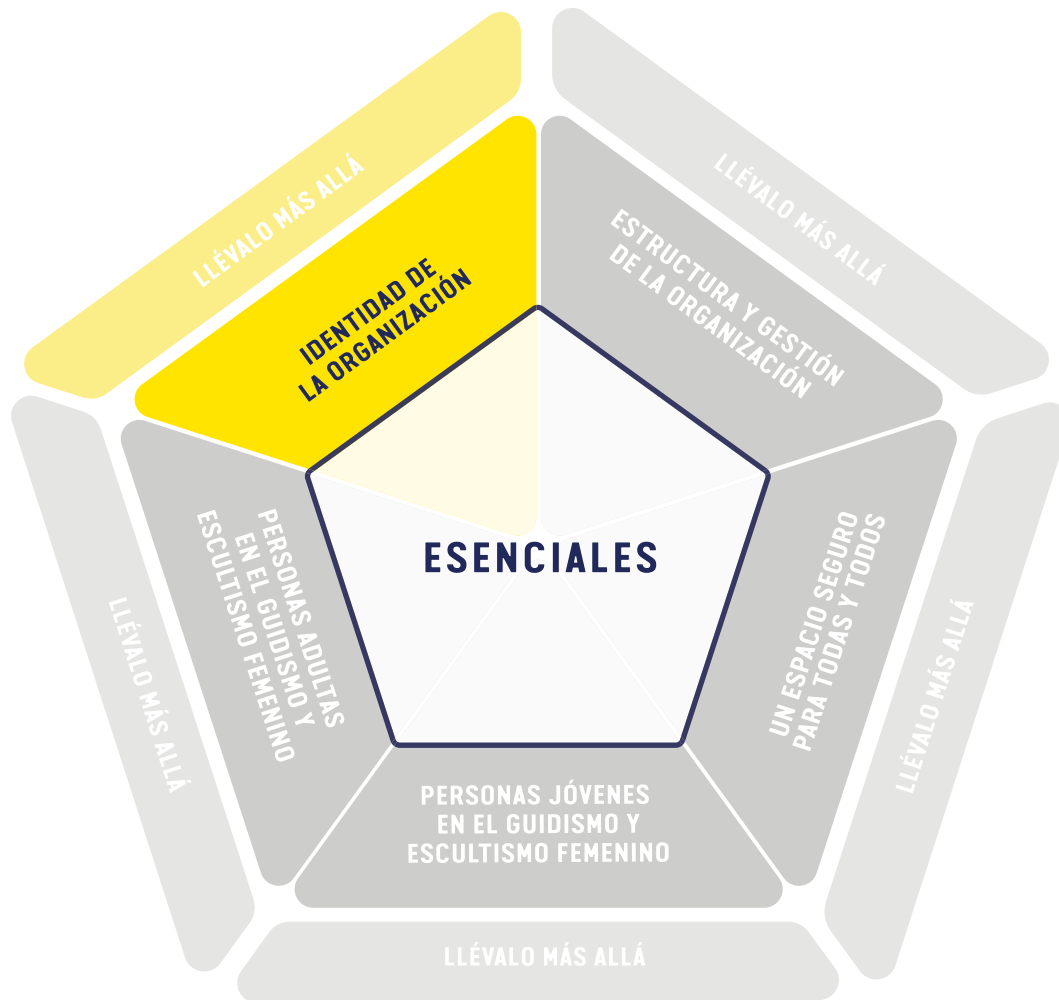 LLÉVALO MÁS ALLÁ
LLÉVALO MÁS ALLÁ
IDENTIDAD DE
LA ORGANIZACIÓN
ESTRUCTURA Y GESTIÓN
DE LA ORGANIZACIÓN
ESENCIALES
PERSONAS ADULTAS
EN EL GUIDISMO Y
ESCULTISMO FEMENINO
UN ESPACIO SEGURO
PARA TODAS Y TODOS
LLÉVALO MÁS ALLÁ
LLÉVALO MÁS ALLÁ
PERSONAS JÓVENES
EN EL GUIDISMO Y
ESCULTISMO FEMENINO
LLÉVALO MÁS ALLÁ